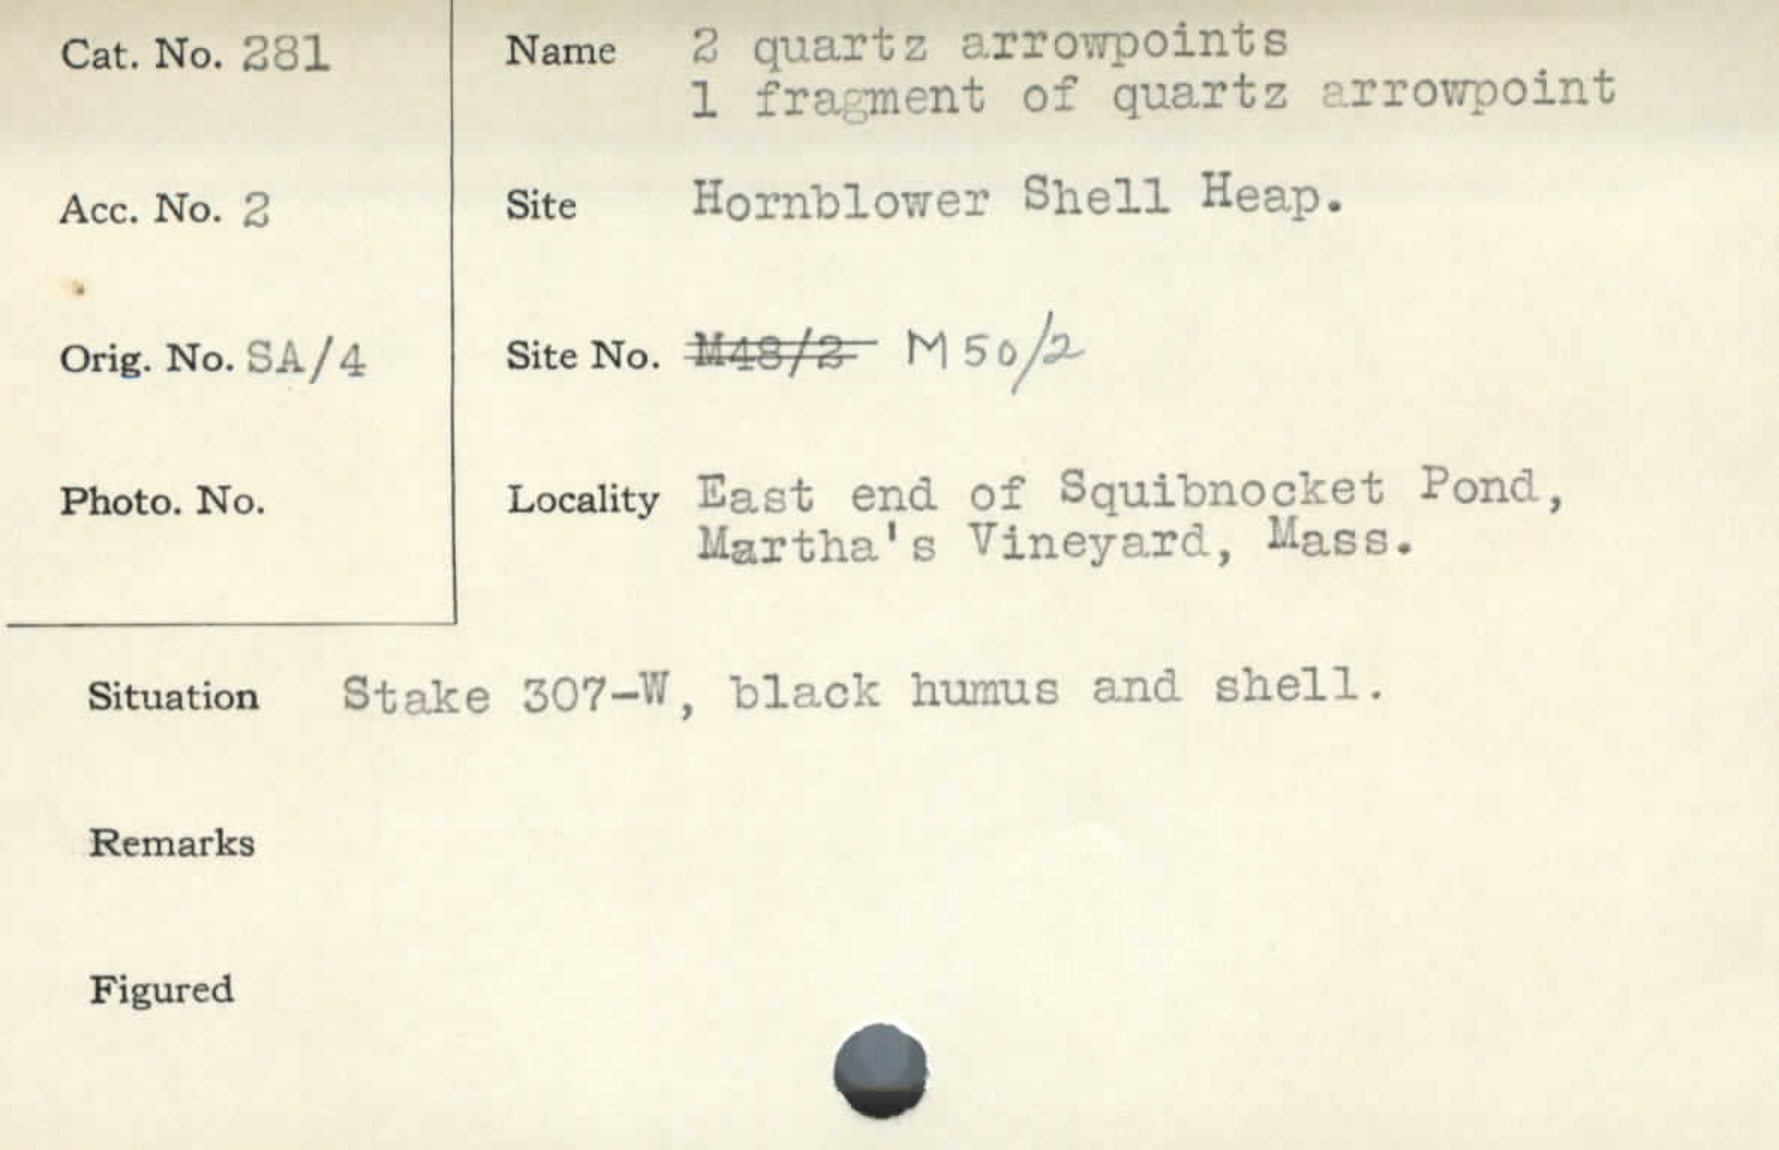 Cat. No. 281
Name 2 quartz arrowpoints
1 fragment of quartz arrowpoint
Acc. No. 2
Site Hornblower Shell Heap.
Orig. No. SA/4
Site No. M48/2 M50/2
Photo. No.
Locality East end of Squibnocket Pond,
Martha's Vineyard, Mass.
Situation Stake 307-W, black humus and shell.
Remarks
Figured